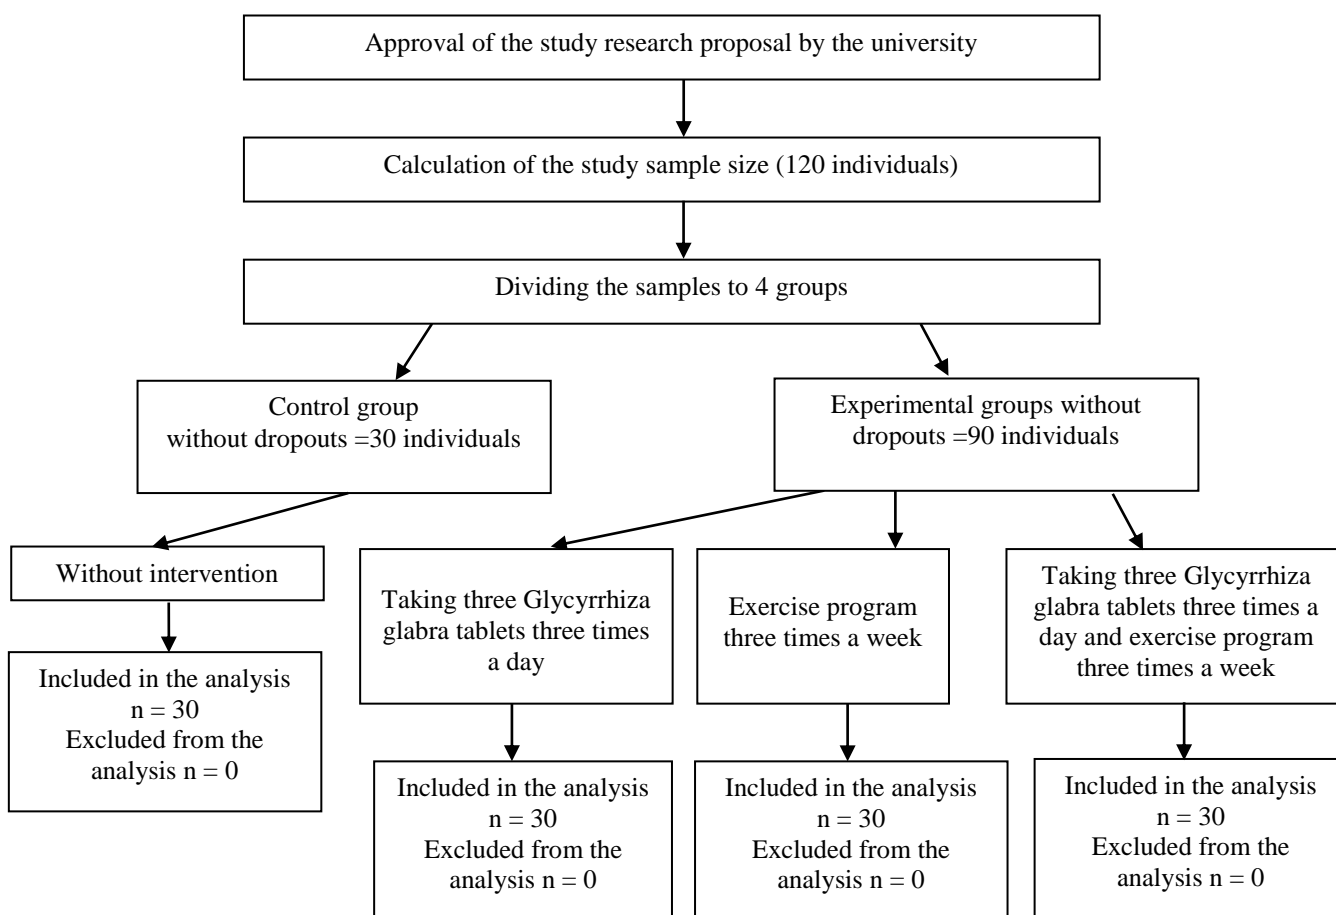 Approval of the study research proposal by the university
Calculation of the study sample size (120 individuals)
Dividing the samples to 4 groups
Control group
without dropouts =30 individuals
Experimental groups without
dropouts =90 individuals
Without intervention
Taking three Glycyrrhiza
glabra tablets three times
a day
Exercise program
three times a week
Taking three Glycyrrhiza
glabra tablets three times a
day and exercise program
three times a week
Included in the analysis
n = 30
Excluded from the
analysis n = 0
Included in the analysis
n = 30
Excluded from the
analysis n = 0
Included in the analysis
n = 30
Excluded from the
analysis n = 0
Included in the analysis
n = 30
Excluded from the
analysis n = 0